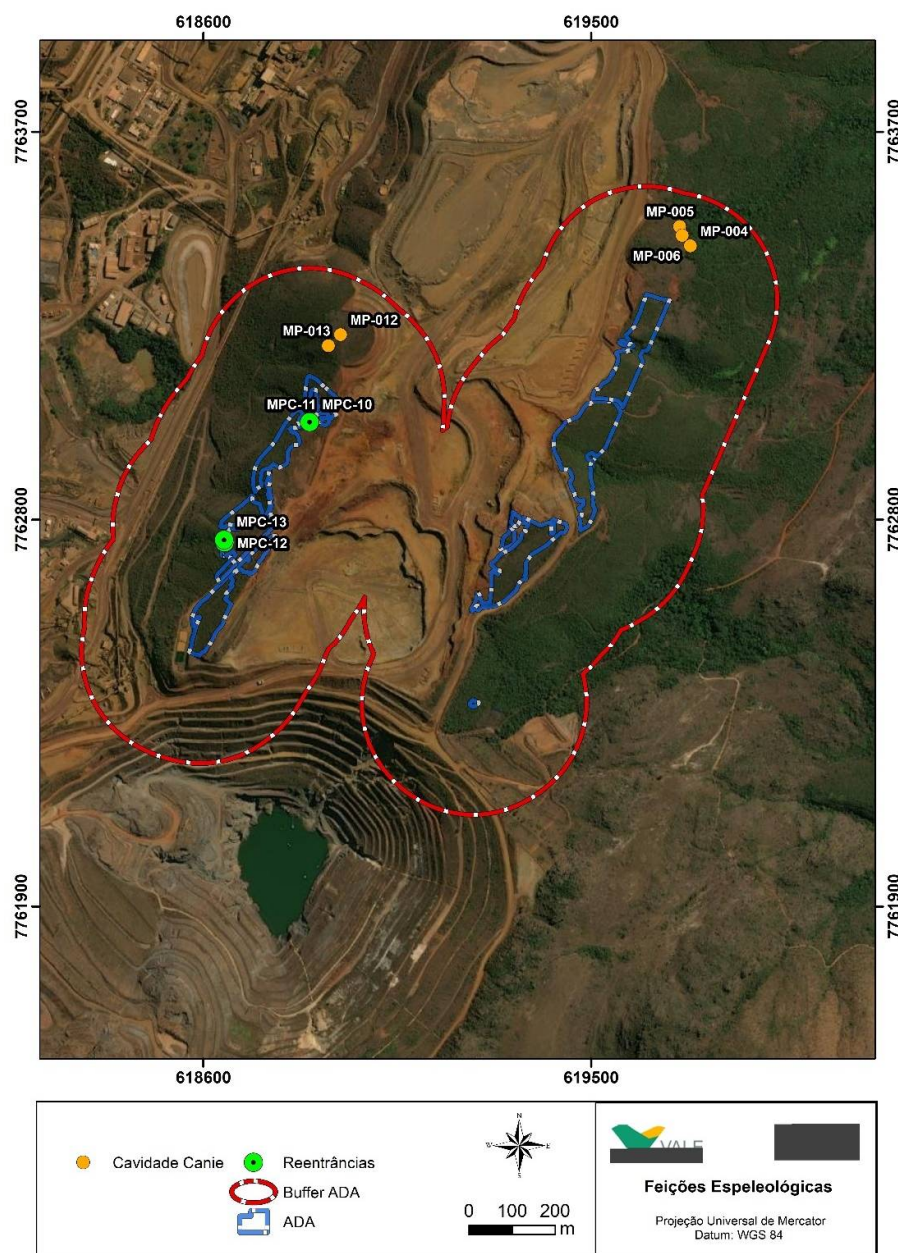 618600 619500
7763700 7763700
MP-005
MP-004
MP-006
MP-012
MP-013
MPC-11 MPC-10
7762800 7762800
MPC-13
MPC-12
7761900 7761900
618600 619500
Cavidade Canie Reentrâncias
Buffer ADA
ADA
N
W E
S
0 100 200
m
VALE
Feições Espeleológicas
Projeção Universal de Mercator
Datum: WGS 84